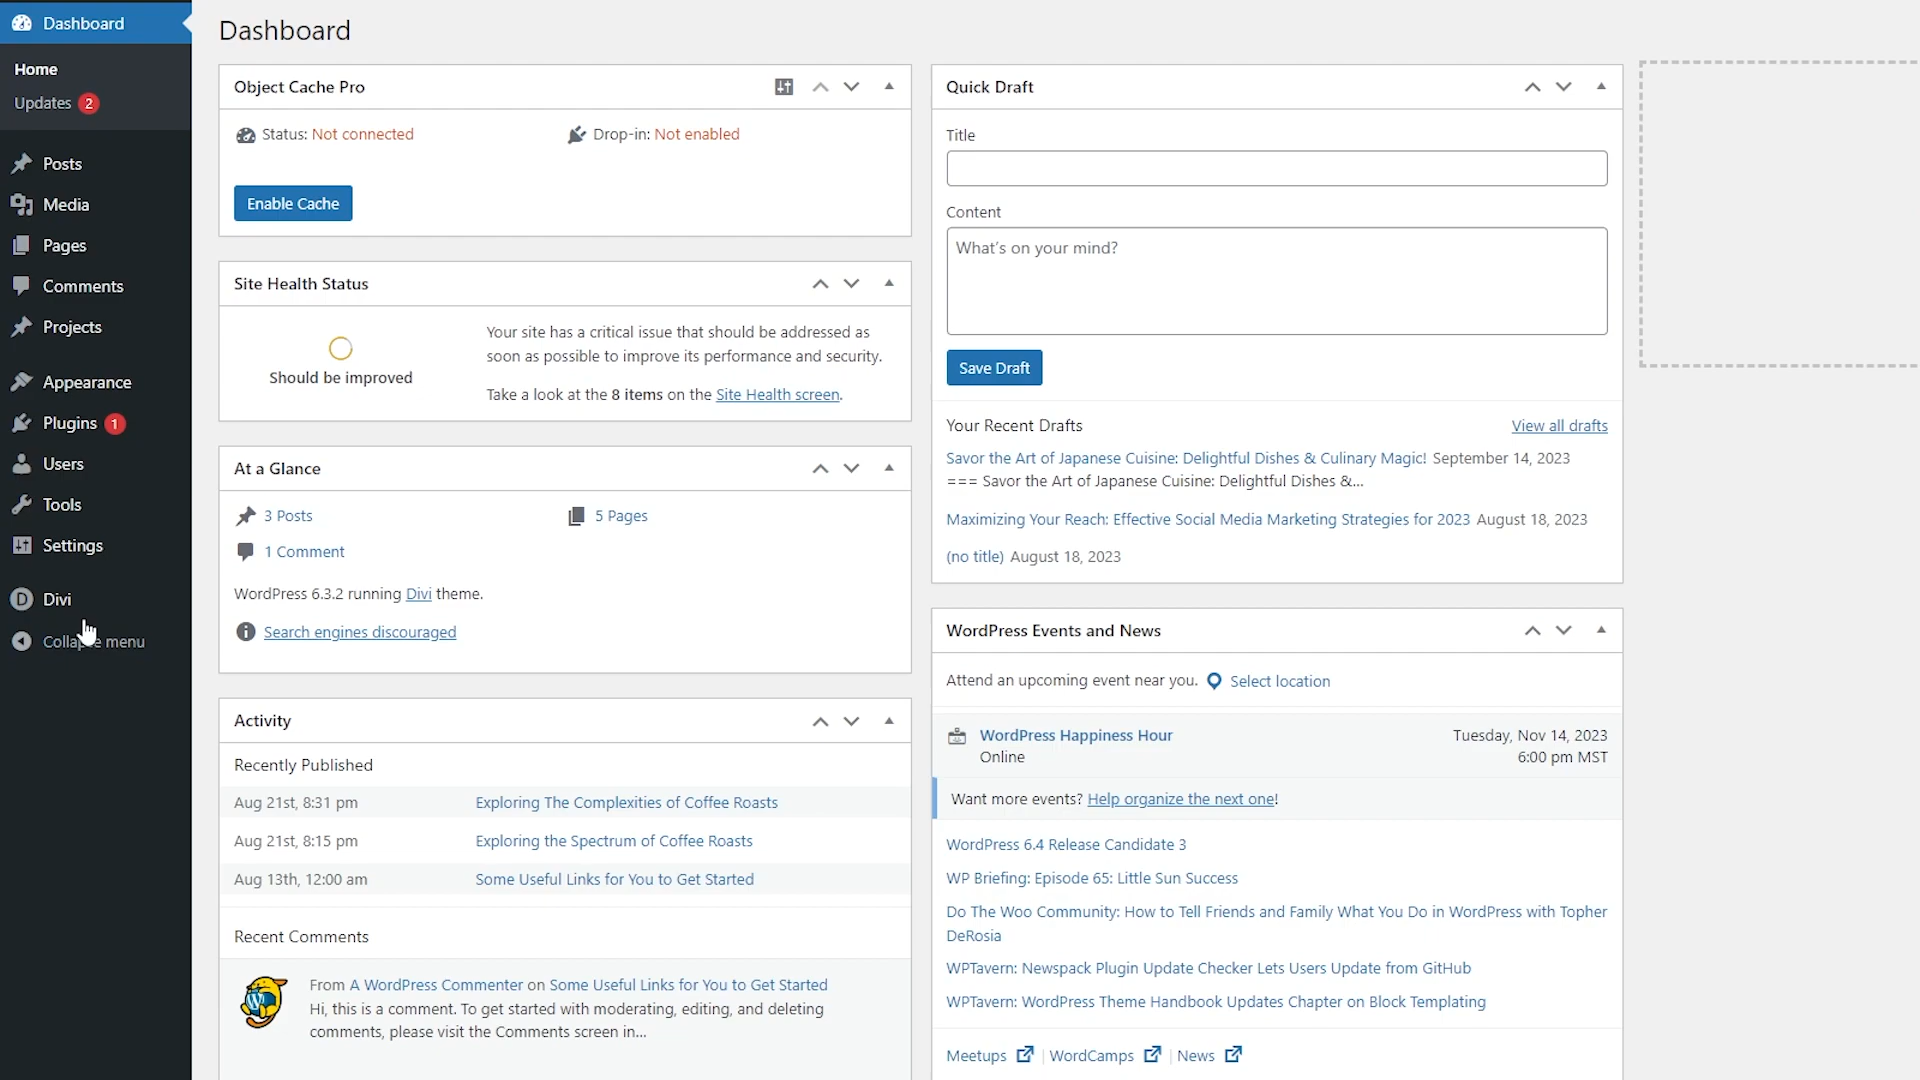 Dashboard
Home
Updates 2
Posts
Media
Pages
Comments
Projects
Appearance
Plugins 1
Users
Tools
Settings
Divi
Collapse menu
Dashboard
Object Cache Pro
Status: Not connected
Drop-in: Not enabled
Enable Cache
Site Health Status
Should be improved
Your site has a critical issue that should be addressed as
soon as possible to improve its performance and security.
Take a look at the 8 items on the Site Health screen.
At a Glance
3 Posts
5 Pages
1 Comment
WordPress 6.3.2 running Divi theme.
Search engines discouraged
Activity
Recently Published
Aug 21st, 8:31 pm Exploring The Complexities of Coffee Roasts
Aug 21st, 8:15 pm Exploring the Spectrum of Coffee Roasts
Aug 13th, 12:00 am Some Useful Links for You to Get Started
Recent Comments
From A WordPress Commenter on Some Useful Links for You to Get Started
Hi, this is a comment. To get started with moderating, editing, and deleting
comments, please visit the Comments screen in...
Quick Draft
Title
Content
What's on your mind?
Save Draft
Your Recent Drafts View all drafts
Savor the Art of Japanese Cuisine: Delightful Dishes & Culinary Magic! September 14, 2023
=== Savor the Art of Japanese Cuisine: Delightful Dishes &...
Maximizing Your Reach: Effective Social Media Marketing Strategies for 2023 August 18, 2023
(no title) August 18, 2023
WordPress Events and News
Attend an upcoming event near you. Select location
WordPress Happiness Hour Tuesday, Nov 14, 2023
Online 6:00 pm MST
Want more events? Help organize the next one!
WordPress 6.4 Release Candidate 3
WP Briefing: Episode 65: Little Sun Success
Do The Woo Community: How to Tell Friends and Family What You Do in WordPress with Topher
DeRosia
WPTavern: Newspack Plugin Update Checker Lets Users Update from GitHub
WPTavern: WordPress Theme Handbook Updates Chapter on Block Templating
Meetups | WordCamps | News